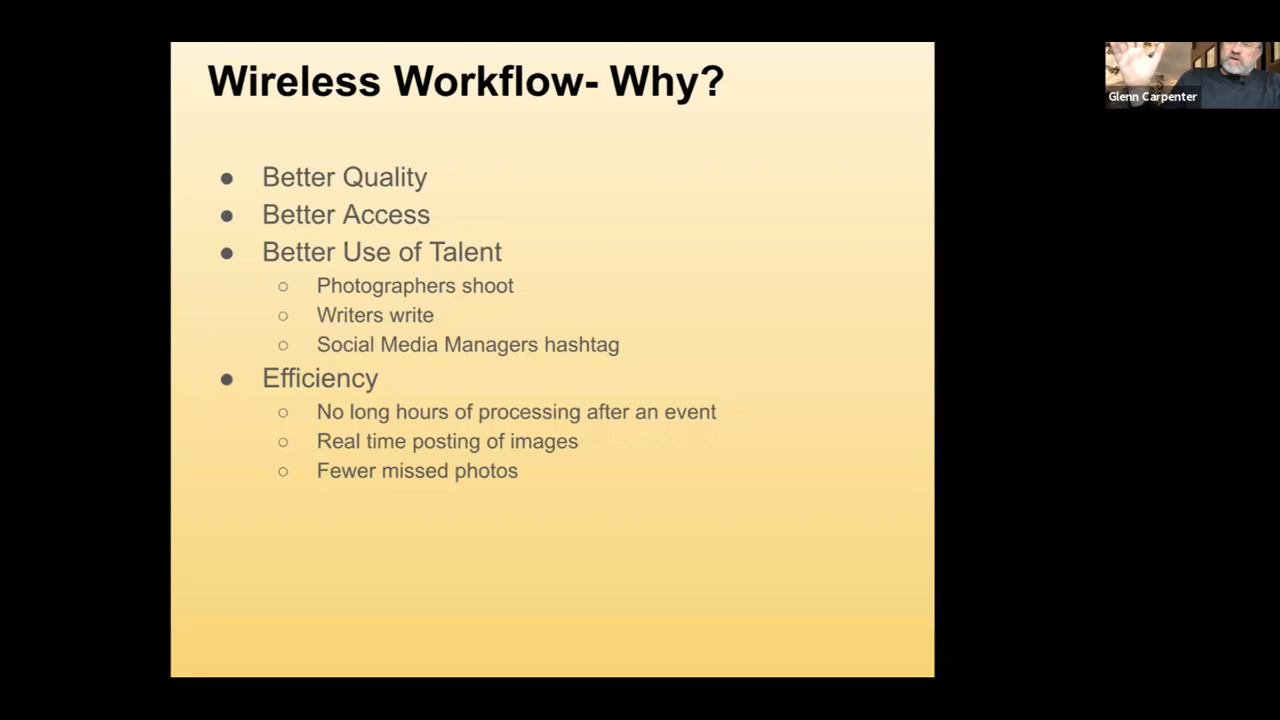 Wireless Workflow- Why?
● Better Quality
● Better Access
● Better Use of Talent
○ Photographers shoot
○ Writers write
○ Social Media Managers hashtag
● Efficiency
○ No long hours of processing after an event
○ Real time posting of images
○ Fewer missed photos
Glenn Carpenter